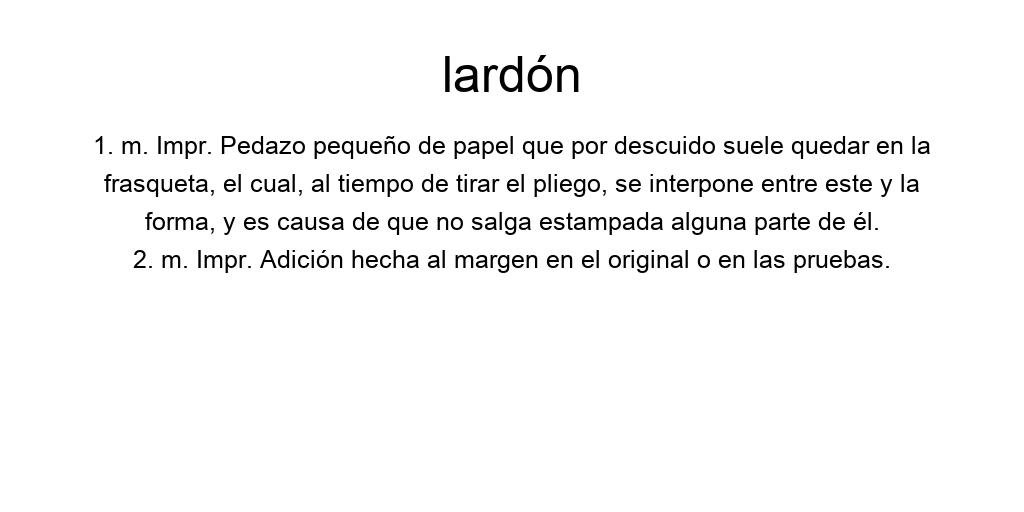 lardón
1. m. Impr. Pedazo pequeño de papel que por descuido suele quedar en la
frasqueta, el cual, al tiempo de tirar el pliego, se interpone entre este y la
forma, y es causa de que no salga estampada alguna parte de él.
2. m. Impr. Adición hecha al margen en el original o en las pruebas.